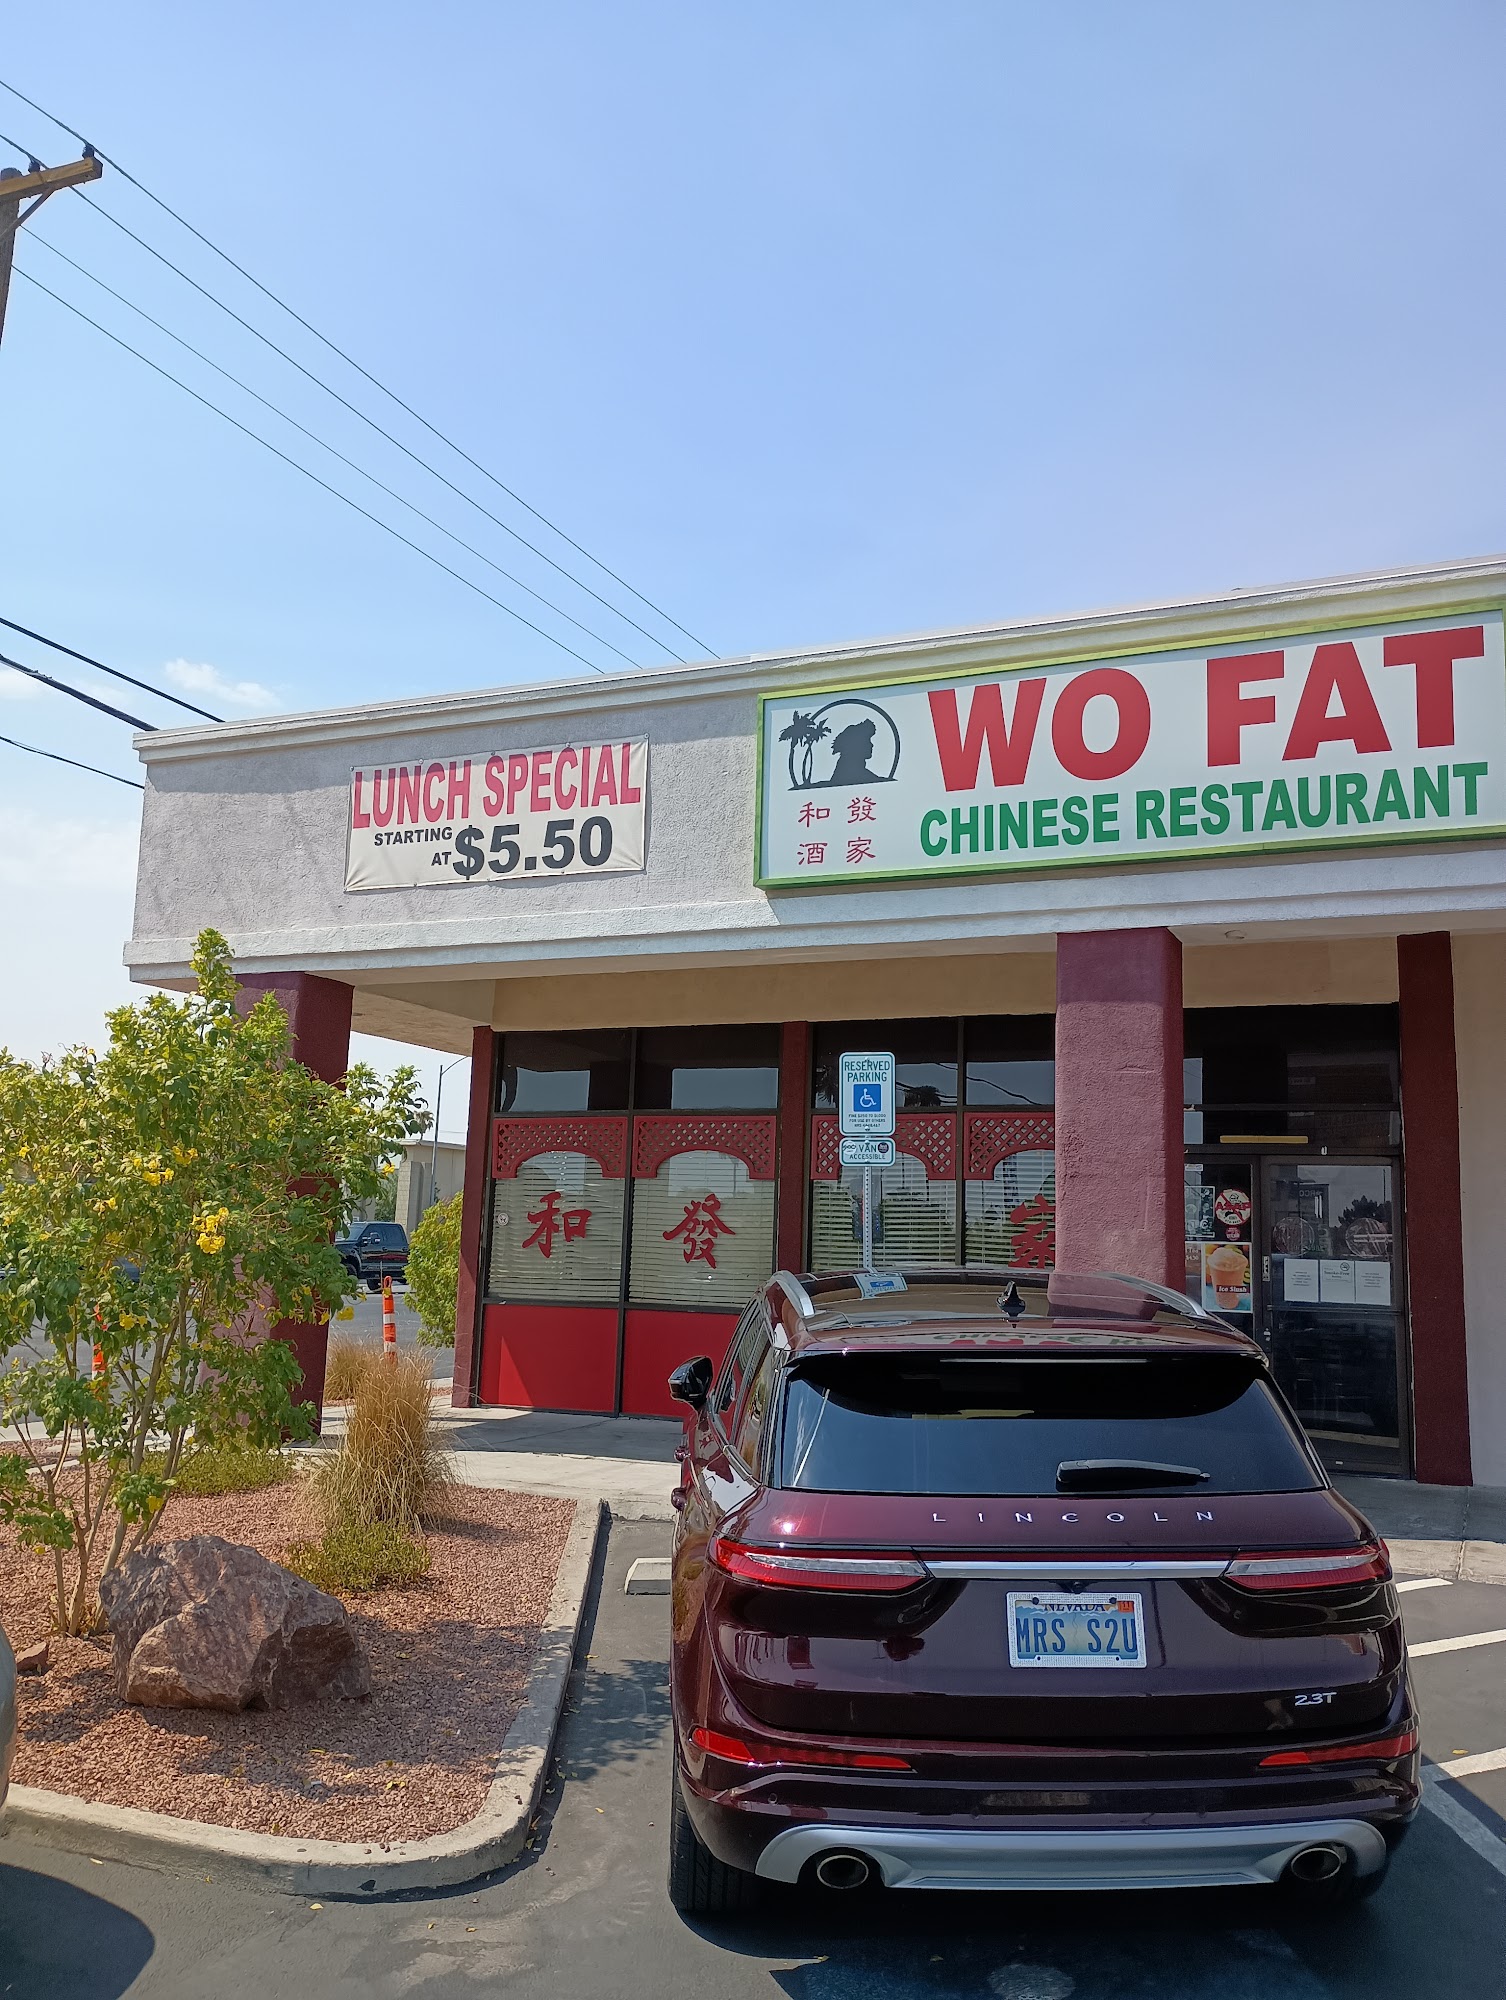 LUNCH SPECIAL
STARTING
AT $5.50
WO FAT
CHINESE RESTAURANT
和發
酒家
RESERVED
PARKING
VAN
ACCESSIBLE
和 發 家
ASAP
Ice Slush
LINCOLN
NEVADA
MRS S2U
2.3T